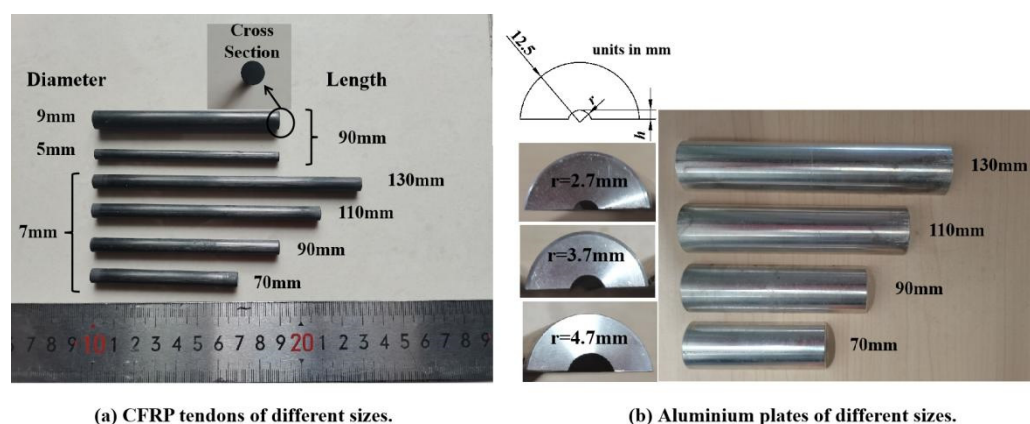 Cross
Section
Diameter
Length
9mm
5mm
90mm
130mm
7mm
110mm
90mm
70mm
7 8 9 10 1 2 3 4 5 6 7 8 9 20 1 2 3 4 5 6 7 8 9
(a) CFRP tendons of different sizes.
12.5
units in mm
r
h
r=2.7mm
r=3.7mm
r=4.7mm
130mm
110mm
90mm
70mm
(b) Aluminium plates of different sizes.